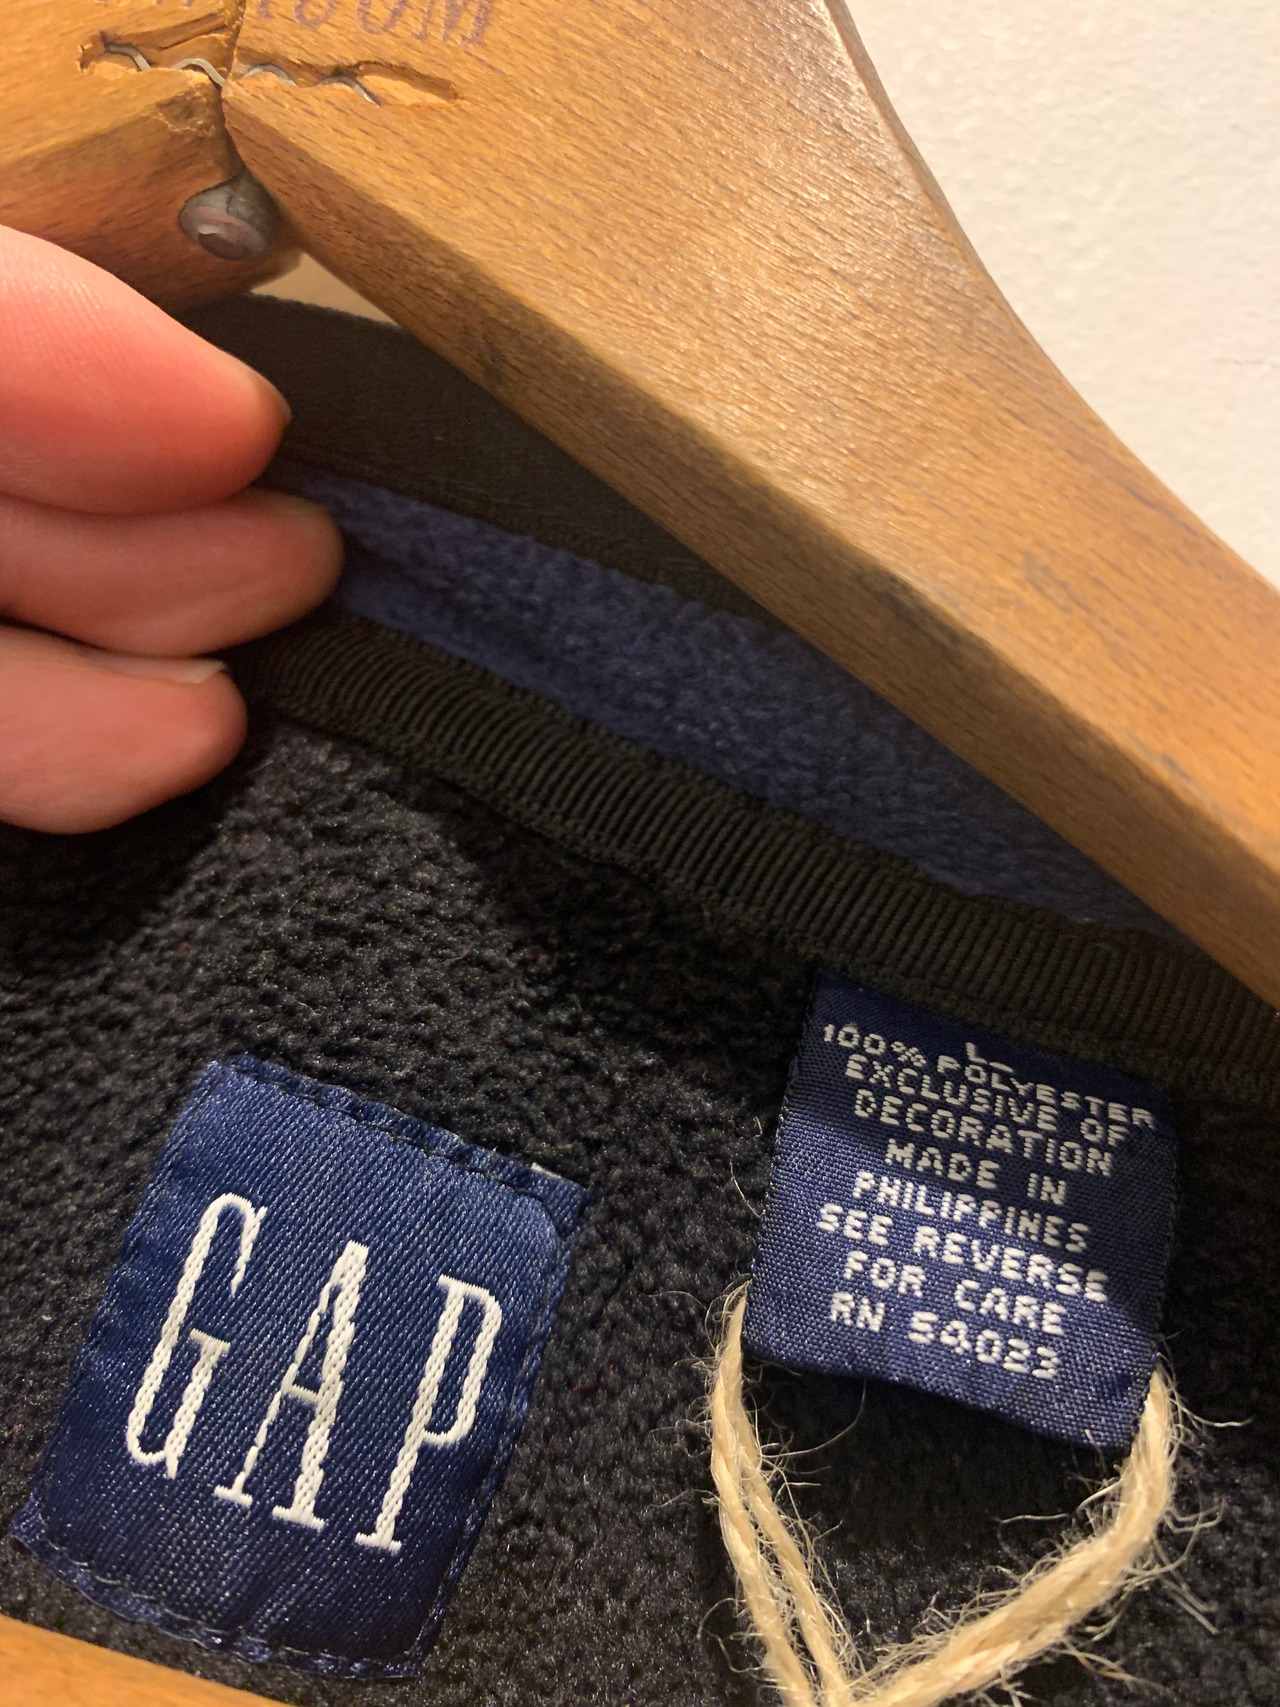 GAP
L
100% POLYESTER
EXCLUSIVE OF
DECORATION
MADE IN
PHILIPPINES
SEE REVERSE
FOR CARE
RN 54023